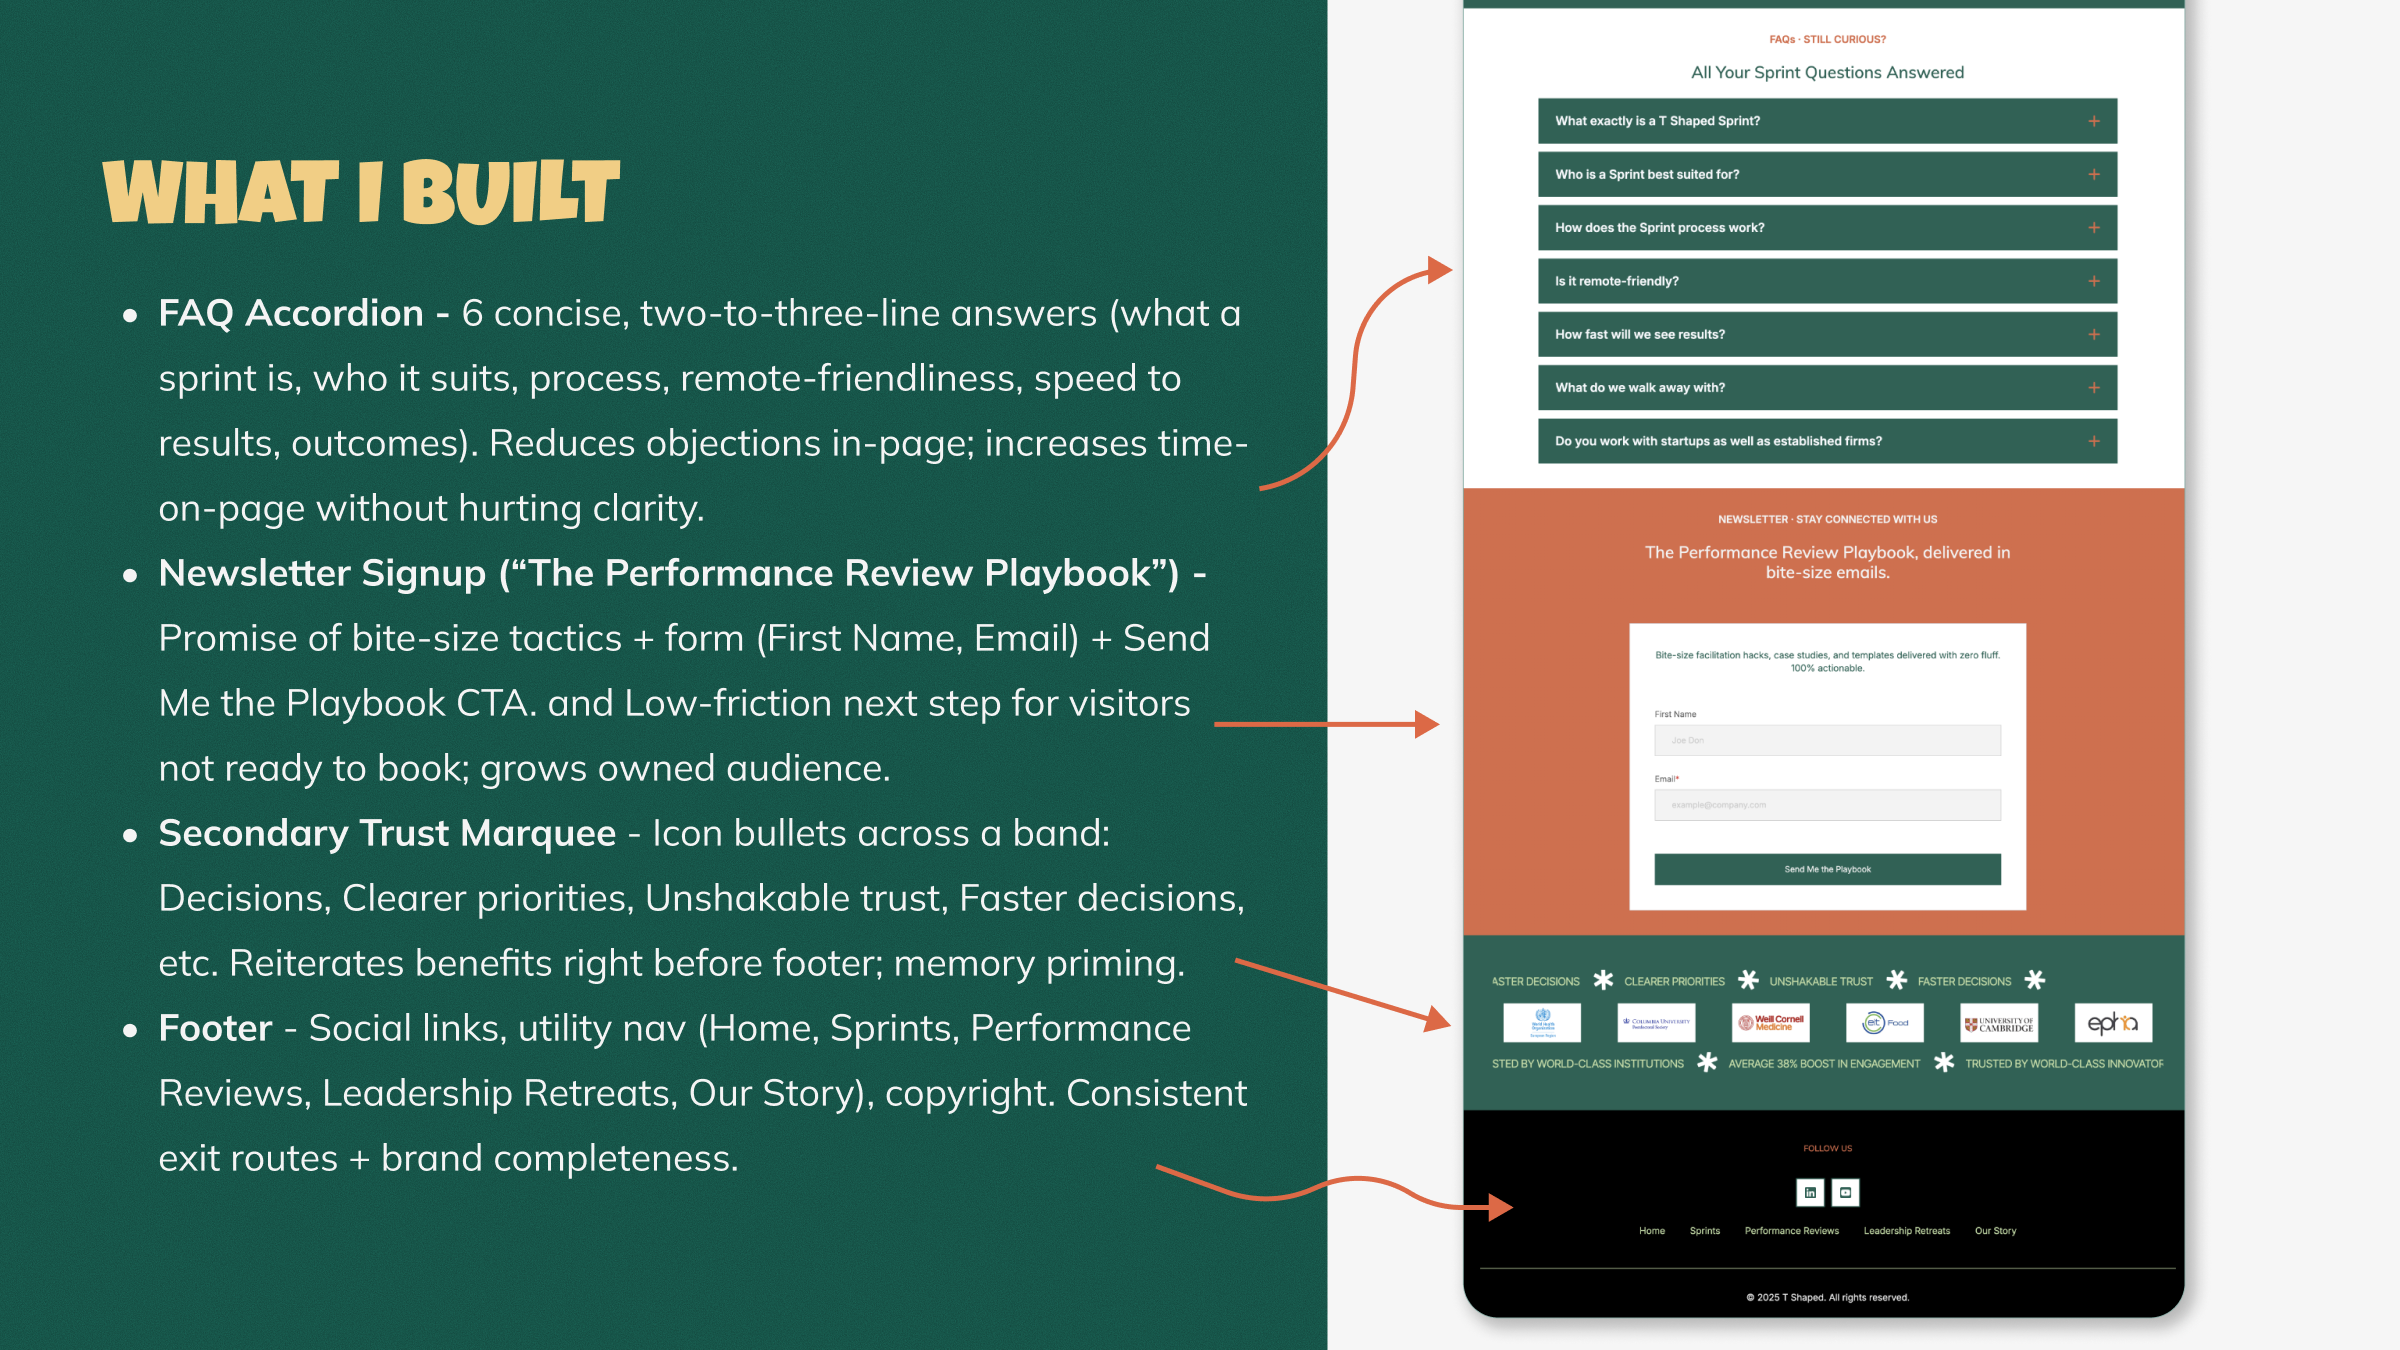 WHAT I BUILT
• FAQ Accordion - 6 concise, two-to-three-line answers (what a
sprint is, who it suits, process, remote-friendliness, speed to
results, outcomes). Reduces objections in-page; increases time-
on-page without hurting clarity.
• Newsletter Signup (“The Performance Review Playbook”) -
Promise of bite-size tactics + form (First Name, Email) + Send
Me the Playbook CTA. and Low-friction next step for visitors
not ready to book; grows owned audience.
• Secondary Trust Marquee - Icon bullets across a band:
Decisions, Clearer priorities, Unshakable trust, Faster decisions,
etc. Reiterates benefits right before footer; memory priming.
• Footer - Social links, utility nav (Home, Sprints, Performance
Reviews, Leadership Retreats, Our Story), copyright. Consistent
exit routes + brand completeness.
FAQs · STILL CURIOUS?
All Your Sprint Questions Answered
What exactly is a T Shaped Sprint? +
Who is a Sprint best suited for? +
How does the Sprint process work? +
Is it remote-friendly? +
How fast will we see results? +
What do we walk away with? +
Do you work with startups as well as established firms? +
NEWSLETTER · STAY CONNECTED WITH US
The Performance Review Playbook, delivered in
bite-size emails.
Bite-size facilitation hacks, case studies, and templates delivered with zero fluff.
100% actionable.
First Name
Joe Don
Email*
example@company.com
Send Me the Playbook
ASTER DECISIONS CLEARER PRIORITIES UNSHAKABLE TRUST FASTER DECISIONS
World Health
Organization
COLUMBIA UNIVERSITY
Weill Cornell
Medicine
eit Food
UNIVERSITY OF
CAMBRIDGE
epha
STED BY WORLD-CLASS INSTITUTIONS AVERAGE 38% BOOST IN ENGAGEMENT TRUSTED BY WORLD-CLASS INNOVATOR
FOLLOW US
in
Home Sprints Performance Reviews Leadership Retreats Our Story
© 2025 T Shaped. All rights reserved.